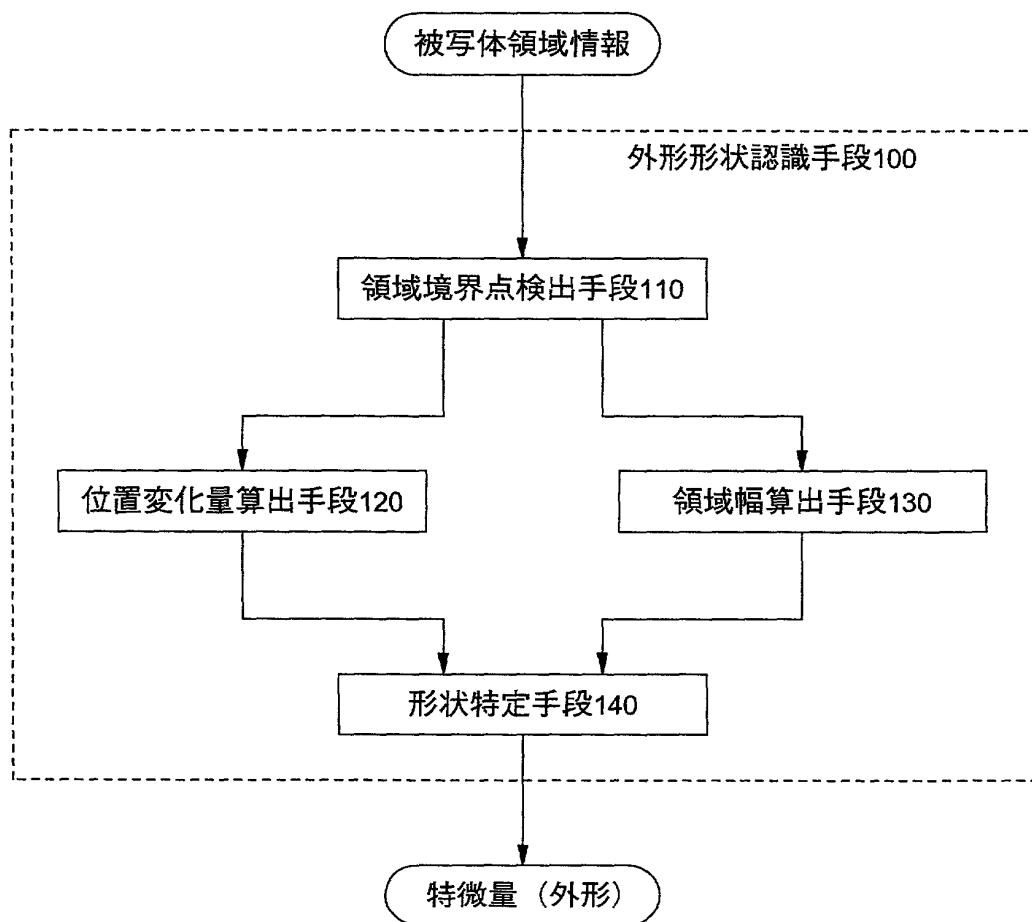 被写体領域情報
外形形状認識手段100
領域境界点検出手段110
位置変化量算出手段120
領域幅算出手段130
形状特定手段140
特微量（外形）